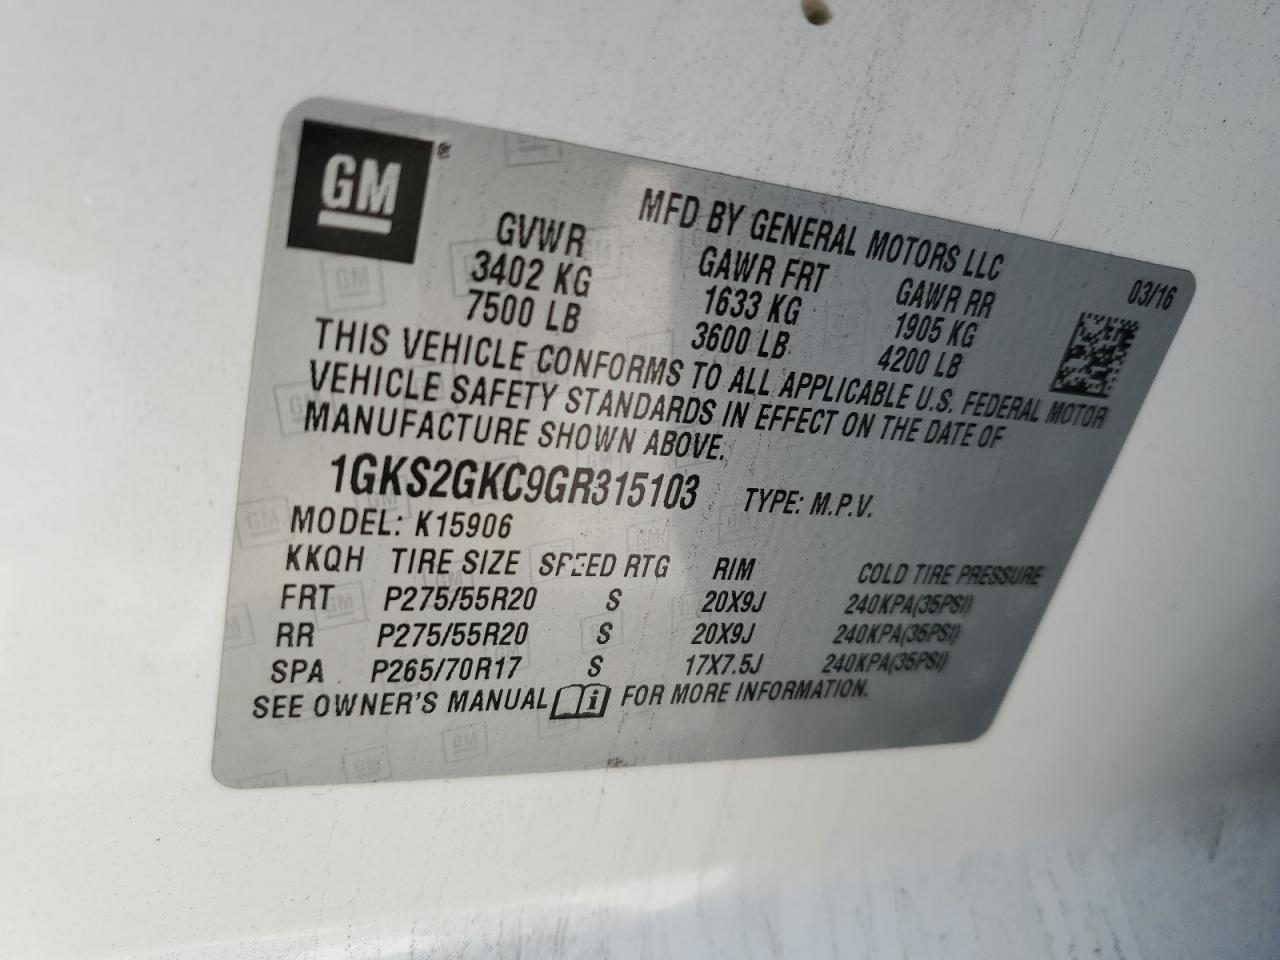 GM®
MFD BY GENERAL MOTORS LLC
03/16
GVWR GAWR FRT GAWR RR
3402 KG 1633 KG 1905 KG
7500 LB 3600 LB 4200 LB
THIS VEHICLE CONFORMS TO ALL APPLICABLE U.S. FEDERAL MOTOR
VEHICLE SAFETY STANDARDS IN EFFECT ON THE DATE OF
MANUFACTURE SHOWN ABOVE.
1GKS2GKC9GR315103 TYPE: M.P.V.
MODEL: K15906
KKQH TIRE SIZE SPEED RTG RIM COLD TIRE PRESSURE
FRT P275/55R20 S 20X9J 240KPA(35PSI)
RR P275/55R20 S 20X9J 240KPA(35PSI)
SPA P265/70R17 S 17X7.5J 240KPA(35PSI)
SEE OWNER'S MANUAL i FOR MORE INFORMATION.